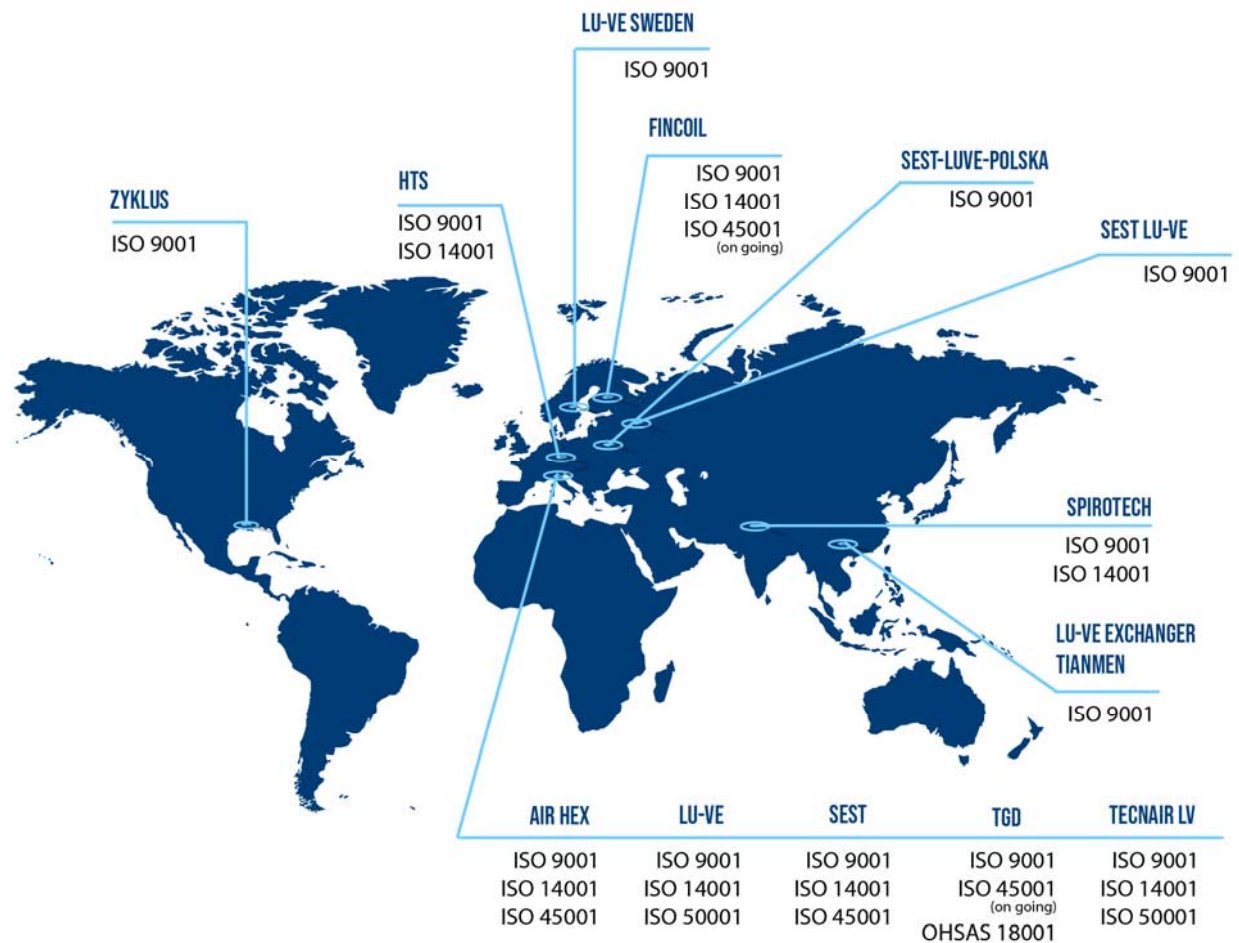 LU-VE SWEDEN
ISO 9001
FINCOIL
ISO 9001
ISO 14001
ISO 45001
(on going)
SEST-LUVE-POLSKA
ISO 9001
ZYKLUS
ISO 9001
HTS
ISO 9001
ISO 14001
SEST LU-VE
ISO 9001
SPIROTECH
ISO 9001
ISO 14001
LU-VE EXCHANGER
TIANMEN
ISO 9001
AIR HEX
ISO 9001
ISO 14001
ISO 45001
LU-VE
ISO 9001
ISO 14001
ISO 50001
SEST
ISO 9001
ISO 14001
ISO 45001
TGD
ISO 9001
ISO 45001
(on going)
OHSAS 18001
TECNAIR LV
ISO 9001
ISO 14001
ISO 50001